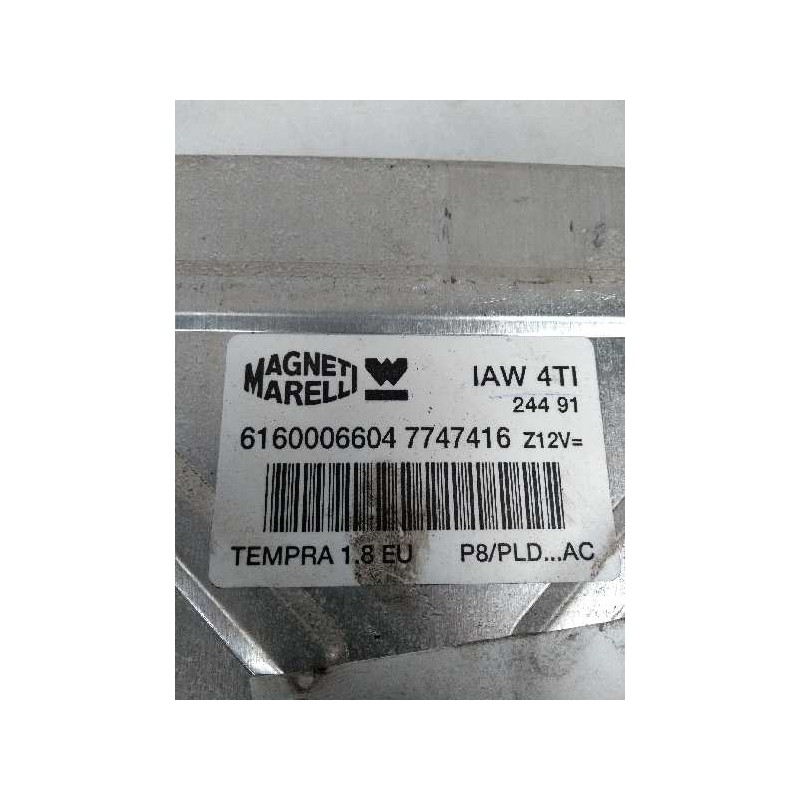 MAGNETI MARELLI
IAW 4TI
244 91
6160006604 7747416 Z12V=
TEMPRA 1.8 EU P8/PLD...AC